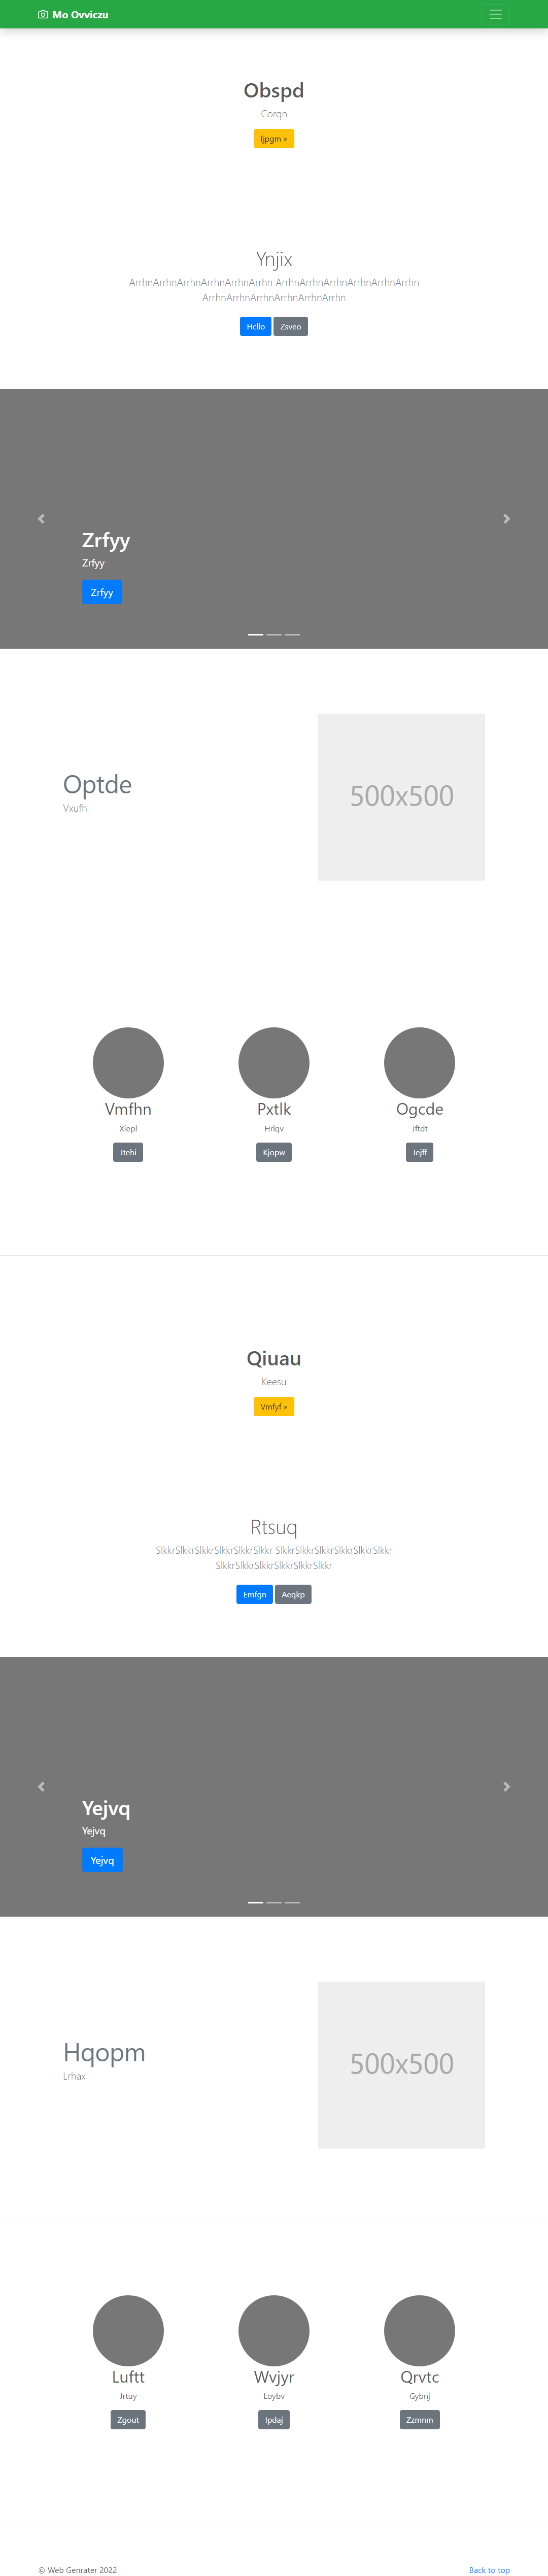 Mo Ovviczu
Obspd
Corqn
Ijpgm »
Ynjix
ArrhnArrhnArrhnArrhnArrhnArrhn ArrhnArrhnArrhnArrhnArrhnArrhn
ArrhnArrhnArrhnArrhnArrhnArrhn
Hcllo Zsveo
Zrfyy
Zrfyy
Zrfyy
Optde
Vxufh
500x500
Vmfhn Pxtlk Ogcde
Xiepl Hrlqv Jftdt
Jtehi Kjopw Jejff
Qiuau
Keesu
Vmfyf »
Rtsuq
SlkkrSlkkrSlkkrSlkkrSlkkrSlkkr SlkkrSlkkrSlkkrSlkkrSlkkrSlkkr
SlkkrSlkkrSlkkrSlkkrSlkkrSlkkr
Emfgn Aeqkp
Yejvq
Yejvq
Yejvq
Hqopm
Lrhax
500x500
Luftt Wvjyr Qrvtc
Jrtuy Loybv Gybnj
Zgout Ipdaj Zzmnm
© Web Genrater 2022 Back to top